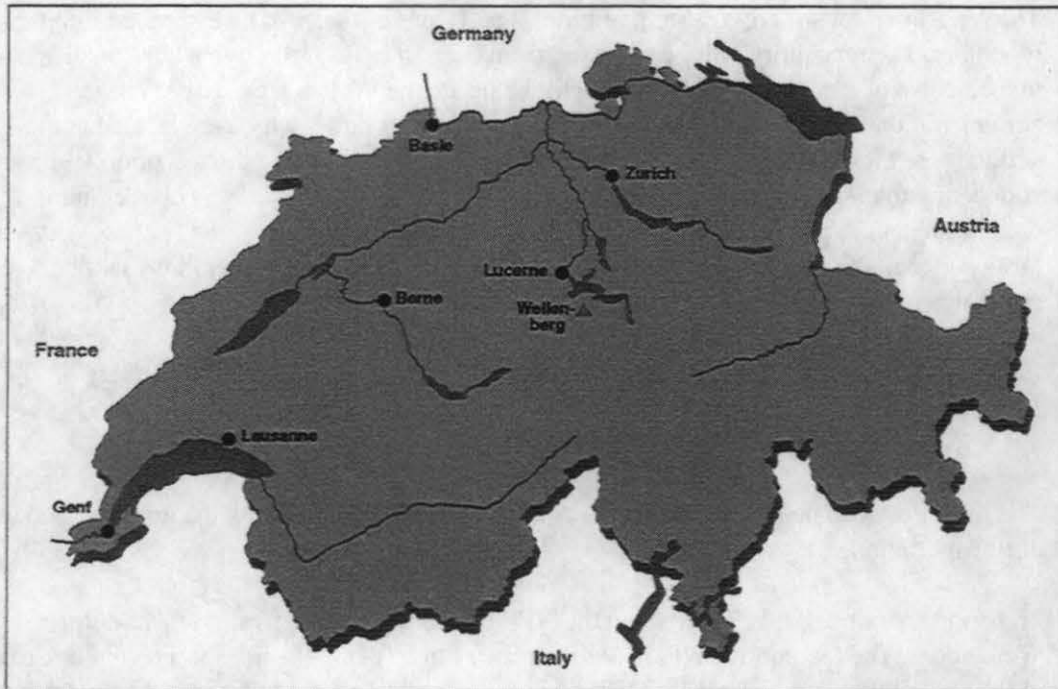 Germany
Basle
Zurich
Austria
Lucerne
Wellen-
berg
Berne
France
Lausanne
Genf
Italy